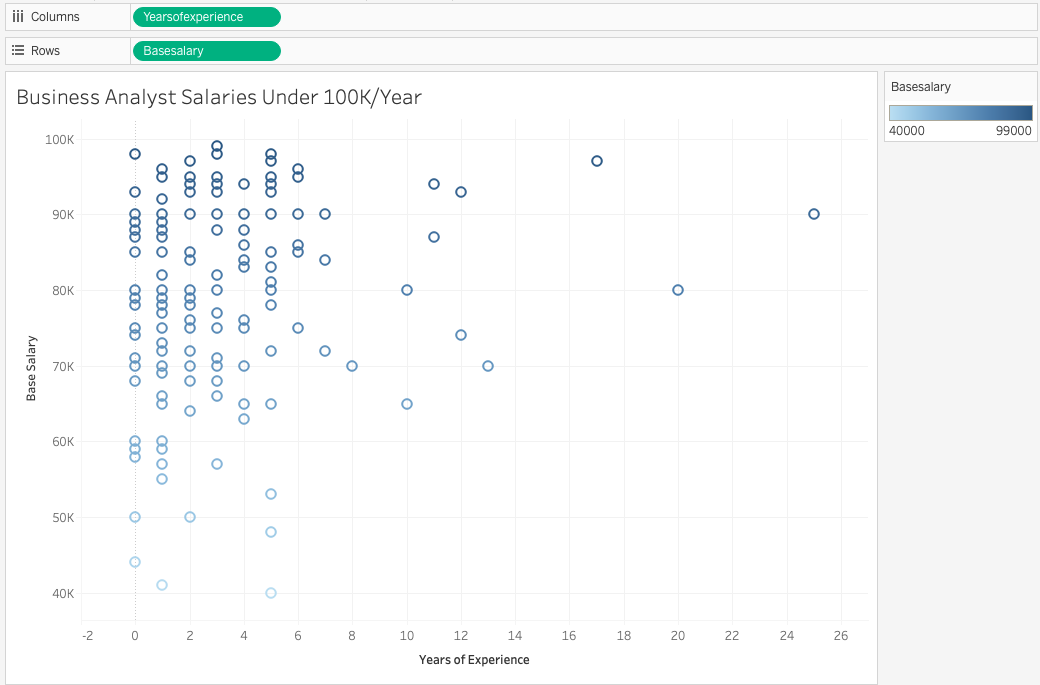 Columns
Yearsofexperience
Rows
Basesalary
Business Analyst Salaries Under 100K/Year
Basesalary
40000 99000
100K
90K
80K
70K
60K
50K
40K
Base Salary
-2 0 2 4 6 8 10 12 14 16 18 20 22 24 26
Years of Experience